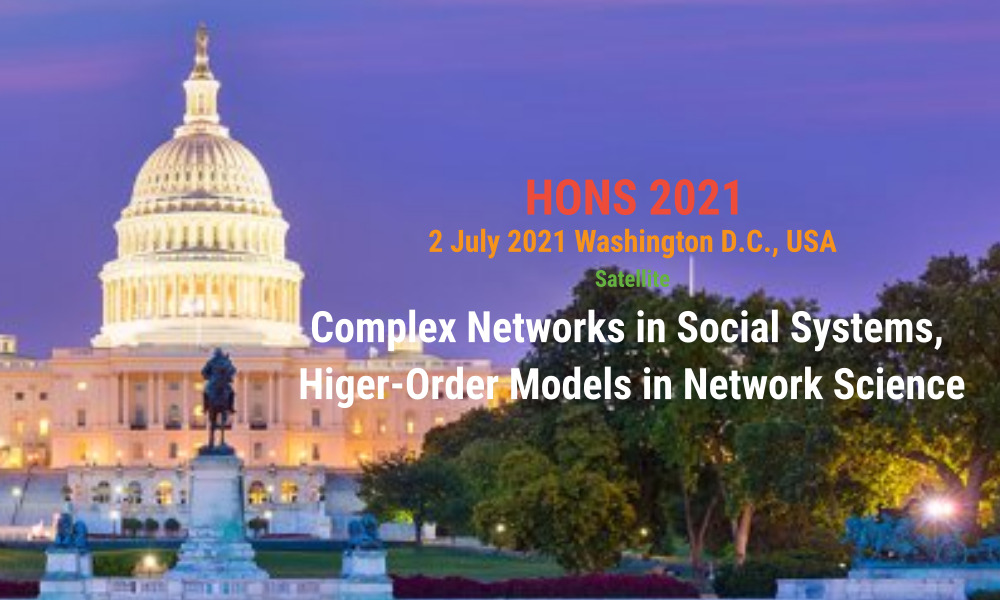 HONS 2021
2 July 2021 Washington D.C., USA
Satellite
Complex Networks in Social Systems,
Higer-Order Models in Network Science